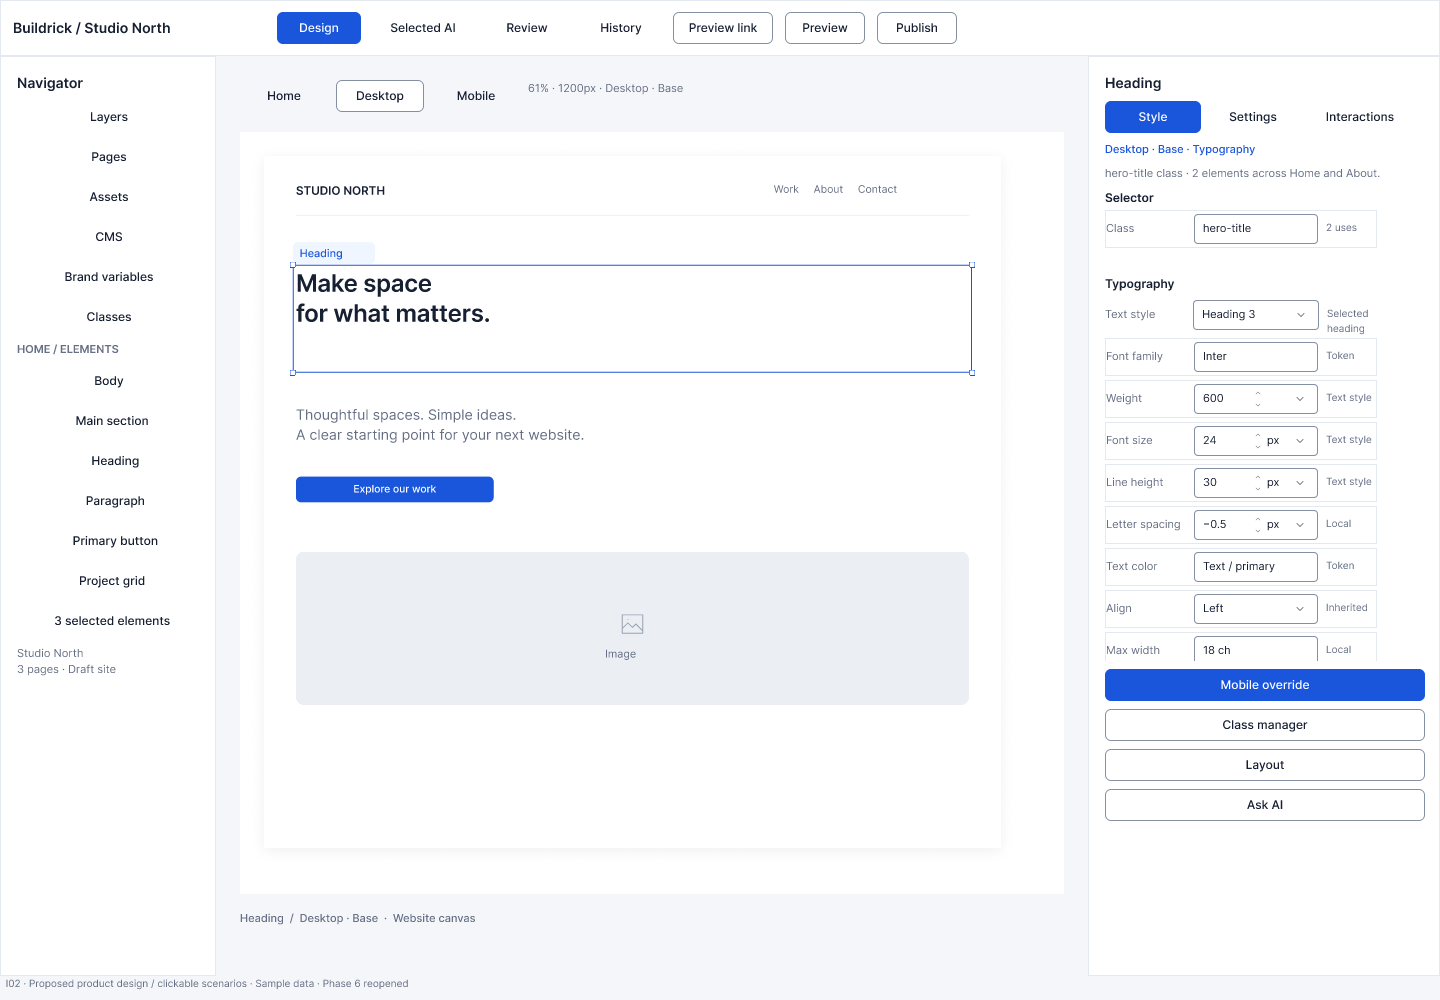 Buildrick / Studio North
Design
Selected AI
Review
History
Preview link
Preview
Publish
Navigator
Layers
Pages
Assets
CMS
Brand variables
Classes
HOME / ELEMENTS
Body
Main section
Heading
Paragraph
Primary button
Project grid
3 selected elements
Studio North
3 pages · Draft site
Home
Desktop
Mobile
61% · 1200px · Desktop · Base
STUDIO NORTH
Work
About
Contact
Heading
Make space
for what matters.
Thoughtful spaces. Simple ideas.
A clear starting point for your next website.
Explore our work
Image
Heading / Desktop · Base · Website canvas
Heading
Style
Settings
Interactions
Desktop · Base · Typography
hero-title class · 2 elements across Home and About.
Selector
Class
hero-title
2 uses
Typography
Text style
Heading 3
Selected
heading
Font family
Inter
Token
Weight
600
Text style
Font size
24
px
Text style
Line height
30
px
Text style
Letter spacing
−0.5
px
Local
Text color
Text / primary
Token
Align
Left
Inherited
Max width
18 ch
Local
Mobile override
Class manager
Layout
Ask AI
I02 · Proposed product design / clickable scenarios · Sample data · Phase 6 reopened